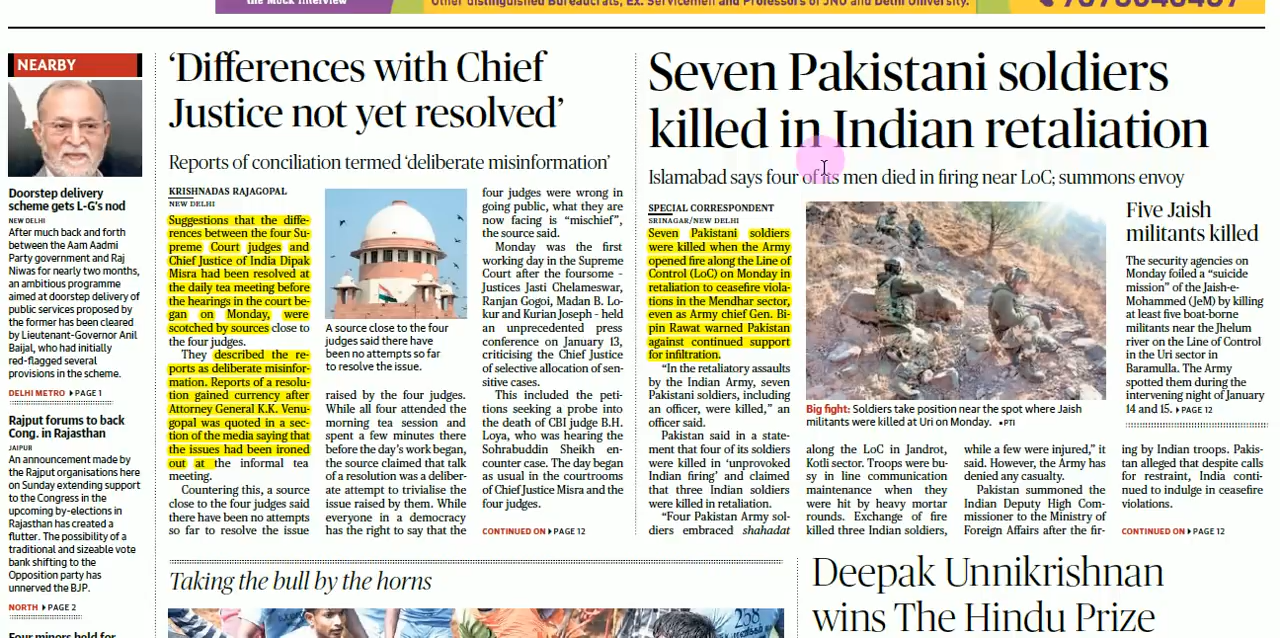 the Mock Interview
Other distinguished Bureaucrats, Ex. Servicemen and Professors of JNU and Delhi University.
NEARBY
Doorstep delivery
scheme gets L-G's nod
NEW DELHI
After much back and forth
between the Aam Aadmi
Party government and Raj
Niwas for nearly two months,
an ambitious programme
aimed at doorstep delivery of
public services proposed by
the former has been cleared
by Lieutenant-Governor Anil
Baijal, who had initially
red-flagged several
provisions in the scheme.
DELHI METRO PAGE 1
Rajput forums to back
Cong. in Rajasthan
JAIPUR
An announcement made by
the Rajput organisations here
on Sunday extending support
to the Congress in the
upcoming by-elections in
Rajasthan has created a
flutter. The possibility of a
traditional and sizeable vote
bank shifting to the
Opposition party has
unnerved the BJP.
NORTH PAGE 2
Four miners held for
'Differences with Chief
Justice not yet resolved'
Reports of conciliation termed 'deliberate misinformation'
KRISHNADAS RAJAGOPAL
NEW DELHI
Suggestions that the diffe-
rences between the four Su-
preme Court judges and
Chief Justice of India Dipak
Misra had been resolved at
the daily tea meeting before
the hearings in the court be-
gan on Monday, were
scotched by sources close to
the four judges.
They described the re-
ports as deliberate misinfor-
mation. Reports of a resolu-
tion gained currency after
Attorney General K.K. Venu-
gopal was quoted in a sec-
tion of the media saying that
the issues had been ironed
out at the informal tea
meeting.
Countering this, a source
close to the four judges said
there have been no attempts
so far to resolve the issue
A source close to the four
judges said there have
been no attempts so far
to resolve the issue.
raised by the four judges.
While all four attended the
morning tea session and
spent a few minutes there
before the day's work began,
the source claimed that talk
of a resolution was a deliber-
ate attempt to trivialise the
issue raised by them. While
everyone in a democracy
has the right to say that the
four judges were wrong in
going public, what they are
now facing is "mischief",
the source said.
Monday was the first
working day in the Supreme
Court after the foursome -
Justices Jasti Chelameswar,
Ranjan Gogoi, Madan B. Lo-
kur and Kurian Joseph - held
an unprecedented press
conference on January 13,
criticising the Chief Justice
of selective allocation of sen-
sitive cases.
This included the peti-
tions seeking a probe into
the death of CBI judge B.H.
Loya, who was hearing the
Sohrabuddin Sheikh en-
counter case. The day began
as usual in the courtrooms
of Chief Justice Misra and the
four judges.
CONTINUED ON PAGE 12
Seven Pakistani soldiers
killed in Indian retaliation
Islamabad says four of its men died in firing near LoC; summons envoy
SPECIAL CORRESPONDENT
SRINAGAR/NEW DELHI
Seven Pakistani soldiers
were killed when the Army
opened fire along the Line of
Control (LoC) on Monday in
retaliation to ceasefire viola-
tions in the Mendhar sector,
even as Army chief Gen. Bi-
pin Rawat warned Pakistan
against continued support
for infiltration.
"In the retaliatory assaults
by the Indian Army, seven
Pakistani soldiers, including
an officer, were killed," an
officer said.
Pakistan said in a state-
ment that four of its soldiers
were killed in 'unprovoked
Indian firing' and claimed
that three Indian soldiers
were killed in retaliation.
"Four Pakistan Army sol-
diers embraced shahadat
Big fight: Soldiers take position near the spot where Jaish
militants were killed at Uri on Monday. PTI
along the LoC in Jandrot,
Kotli sector. Troops were bu-
sy in line communication
maintenance when they
were hit by heavy mortar
rounds. Exchange of fire
killed three Indian soldiers,
while a few were injured," it
said. However, the Army has
denied any casualty.
Pakistan summoned the
Indian Deputy High Com-
missioner to the Ministry of
Foreign Affairs after the fir-
ing by Indian troops. Pakis-
tan alleged that despite calls
for restraint, India conti-
nued to indulge in ceasefire
violations.
CONTINUED ON PAGE 12
Five Jaish
militants killed
The security agencies on
Monday foiled a "suicide
mission" of the Jaish-e-
Mohammed (JeM) by killing
at least five boat-borne
militants near the Jhelum
river on the Line of Control
in the Uri sector in
Baramulla. The Army
spotted them during the
intervening night of January
14 and 15. PAGE 12
Taking the bull by the horns
258
Deepak Unnikrishnan
wins The Hindu Prize